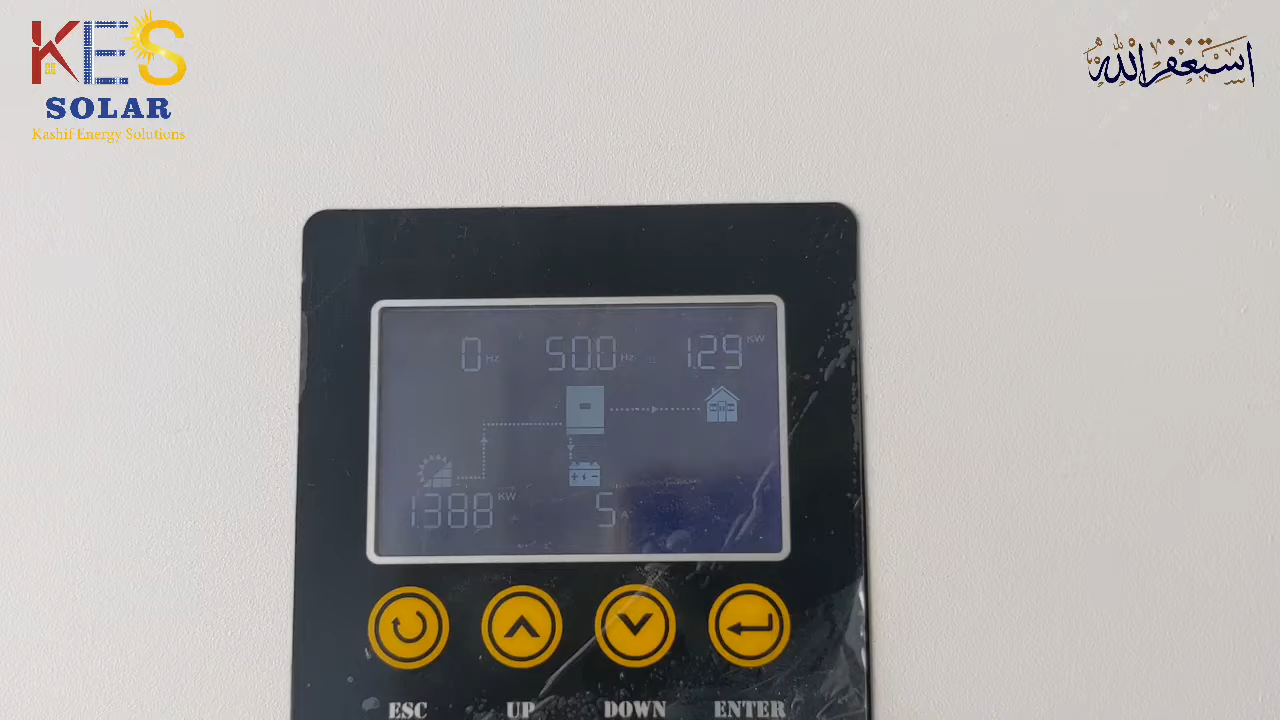 KES
SOLAR
Kashif Energy Solutions
استغفر الله
0 Hz 50.0 Hz 1.29 KW
1.388 KW 5 A
ESC UP DOWN ENTER